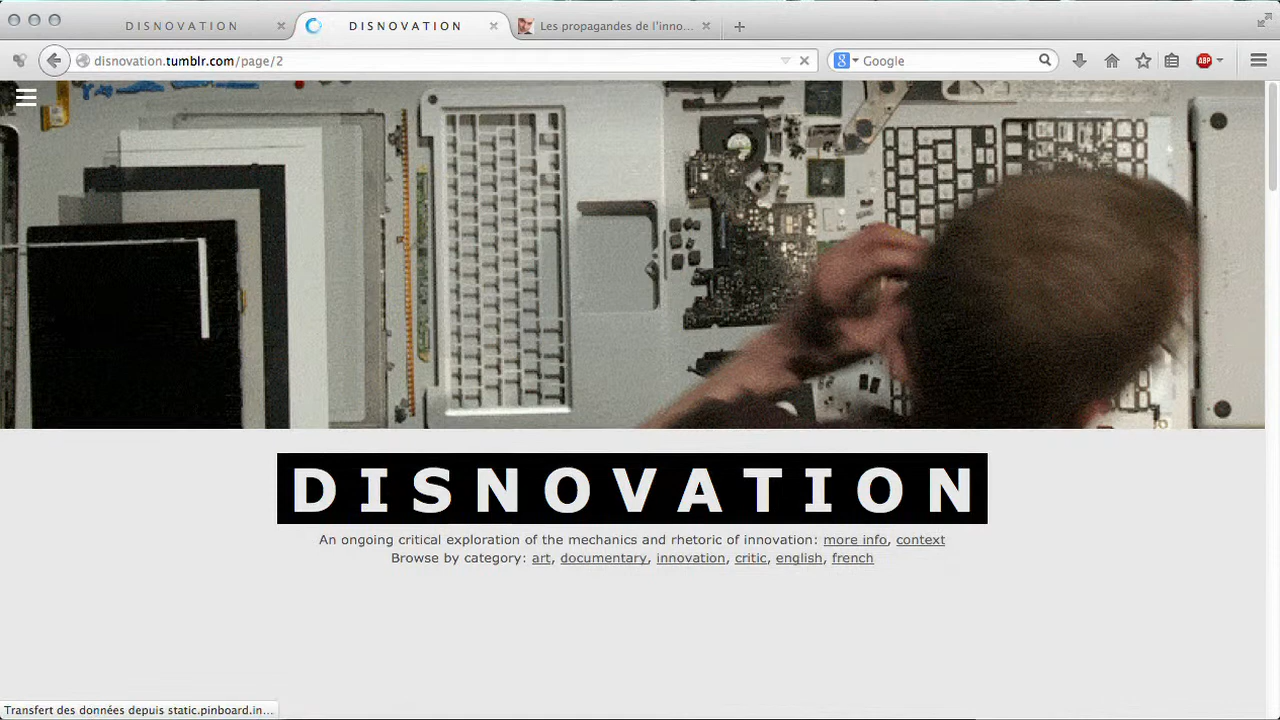 DISNOVATION
DISNOVATION
Les propagandes de l'inno...
disnovation.tumblr.com/page/2
Google
ABP
DISNOVATION
An ongoing critical exploration of the mechanics and rhetoric of innovation: more info, context
Browse by category: art, documentary, innovation, critic, english, french
Transfert des données depuis static.pinboard.in...